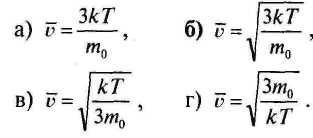 а) v̅ = 3kT/m₀ , б) v̅ = √(3kT/m₀) ,
в) v̅ = √(kT/3m₀) , г) v̅ = √(3m₀/kT) .